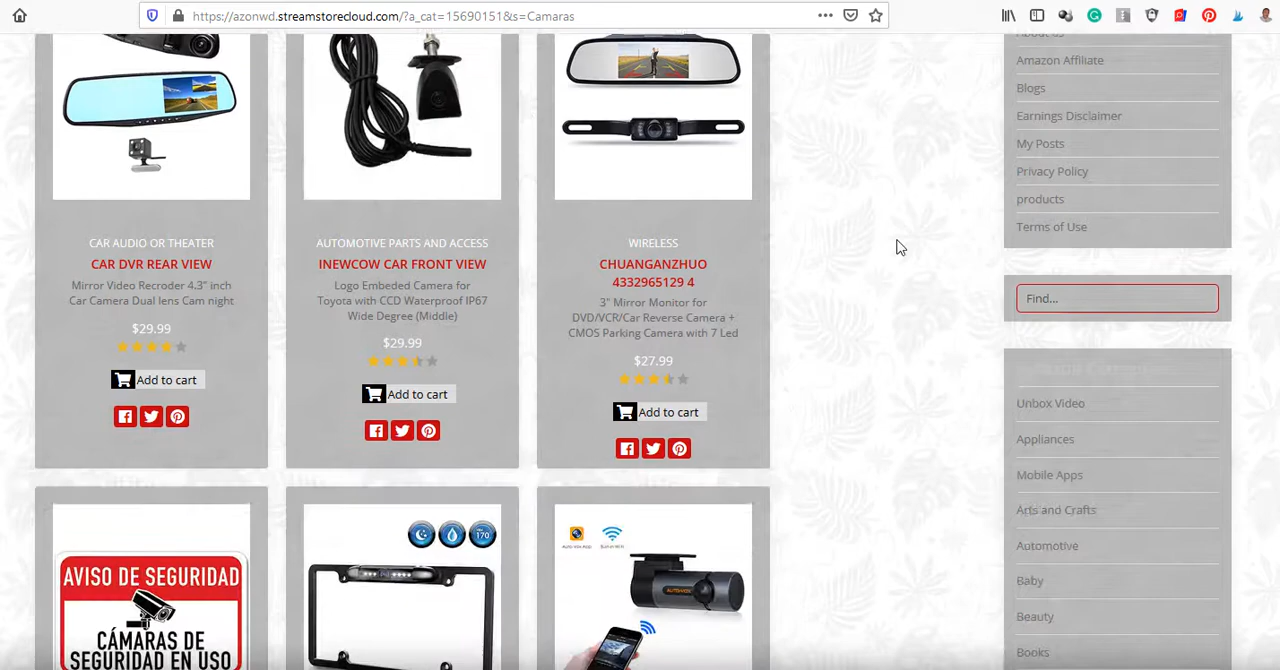 https://azonwd.streamstorecloud.com/?a_cat=15690151&s=Camaras
CAR AUDIO OR THEATER
CAR DVR REAR VIEW
Mirror Video Recroder 4.3" inch
Car Camera Dual lens Cam night
$29.99
Add to cart
AUTOMOTIVE PARTS AND ACCESS
INEWCOW CAR FRONT VIEW
Logo Embeded Camera for
Toyota with CCD Waterproof IP67
Wide Degree (Middle)
$29.99
Add to cart
WIRELESS
CHUANGANZHUO
4332965129 4
3" Mirror Monitor for
DVD/VCR/Car Reverse Camera +
CMOS Parking Camera with 7 Led
$27.99
Add to cart
AVISO DE SEGURIDAD
CÁMARAS DE
SEGURIDAD EN USO
170
AUTO-VOX
About us
Amazon Affiliate
Blogs
Earnings Disclaimer
My Posts
Privacy Policy
products
Terms of Use
Find...
Unbox Video
Appliances
Mobile Apps
Arts and Crafts
Automotive
Baby
Beauty
Books